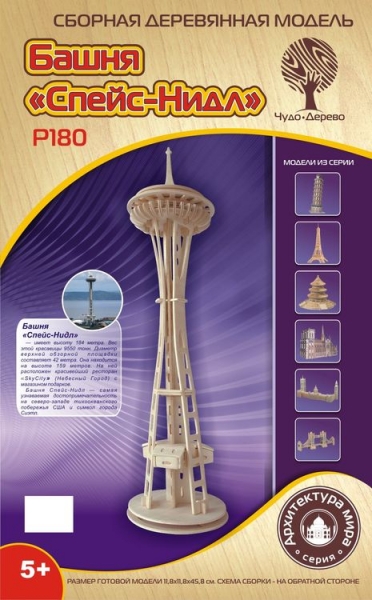 СБОРНАЯ ДЕРЕВЯННАЯ МОДЕЛЬ
Башня
«Спейс-Нидл»
P180
Чудо-Дерево
МОДЕЛИ ИЗ СЕРИИ
Башня
«Спейс-Нидл»
— имеет высоту 184 метра. Вес
этой красавицы 9550 тонн. Диаметр
верхней обзорной площадки
составляет 42 метра. Она находится
на высоте 159 метров. На ней
расположен красивейший ресторан
«SkyCity» (Небесный Город) и
магазин подарков.
Башня Спейс-Нидл — самая
узнаваемая достопримечательность
на северо-западе тихоокеанского
побережья США и символ города
Сиэтл.
Архитектура мира
серия
5+
РАЗМЕР ГОТОВОЙ МОДЕЛИ 11,8х11,8х45,8 см. СХЕМА СБОРКИ - НА ОБРАТНОЙ СТОРОНЕ